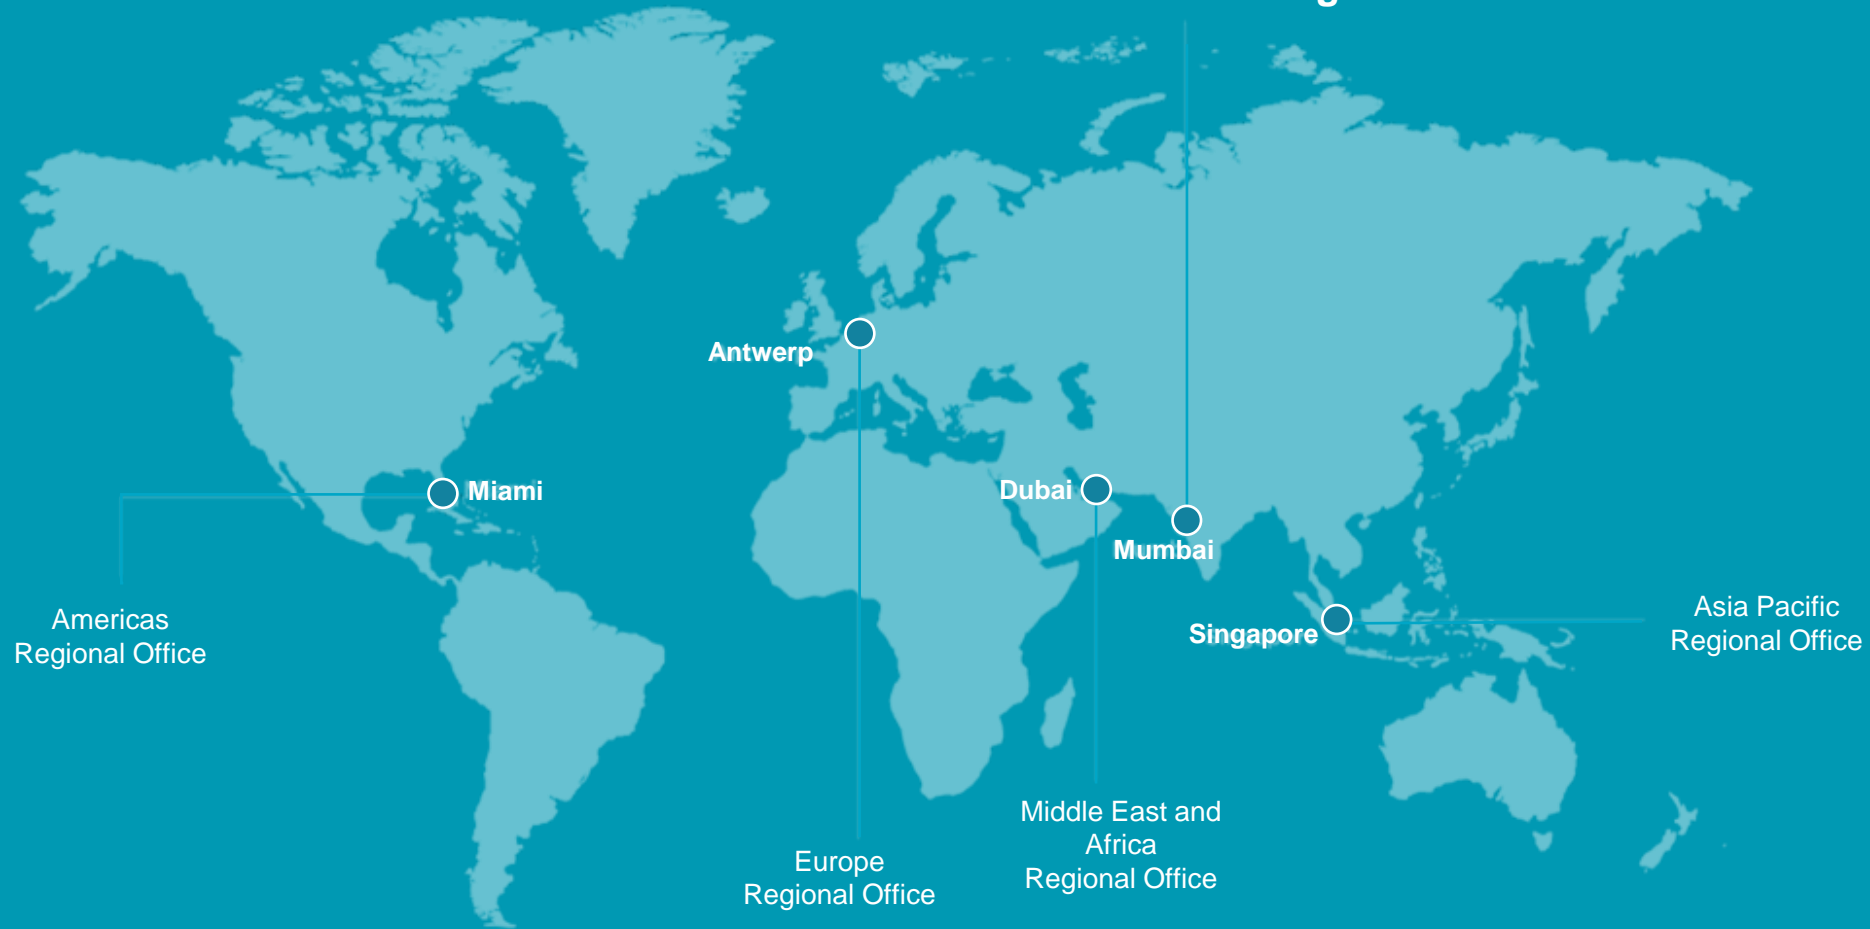 Antwerp
Miami
Dubai
Mumbai
Singapore
Americas
Regional Office
Asia Pacific
Regional Office
Middle East and
Africa
Regional Office
Europe
Regional Office